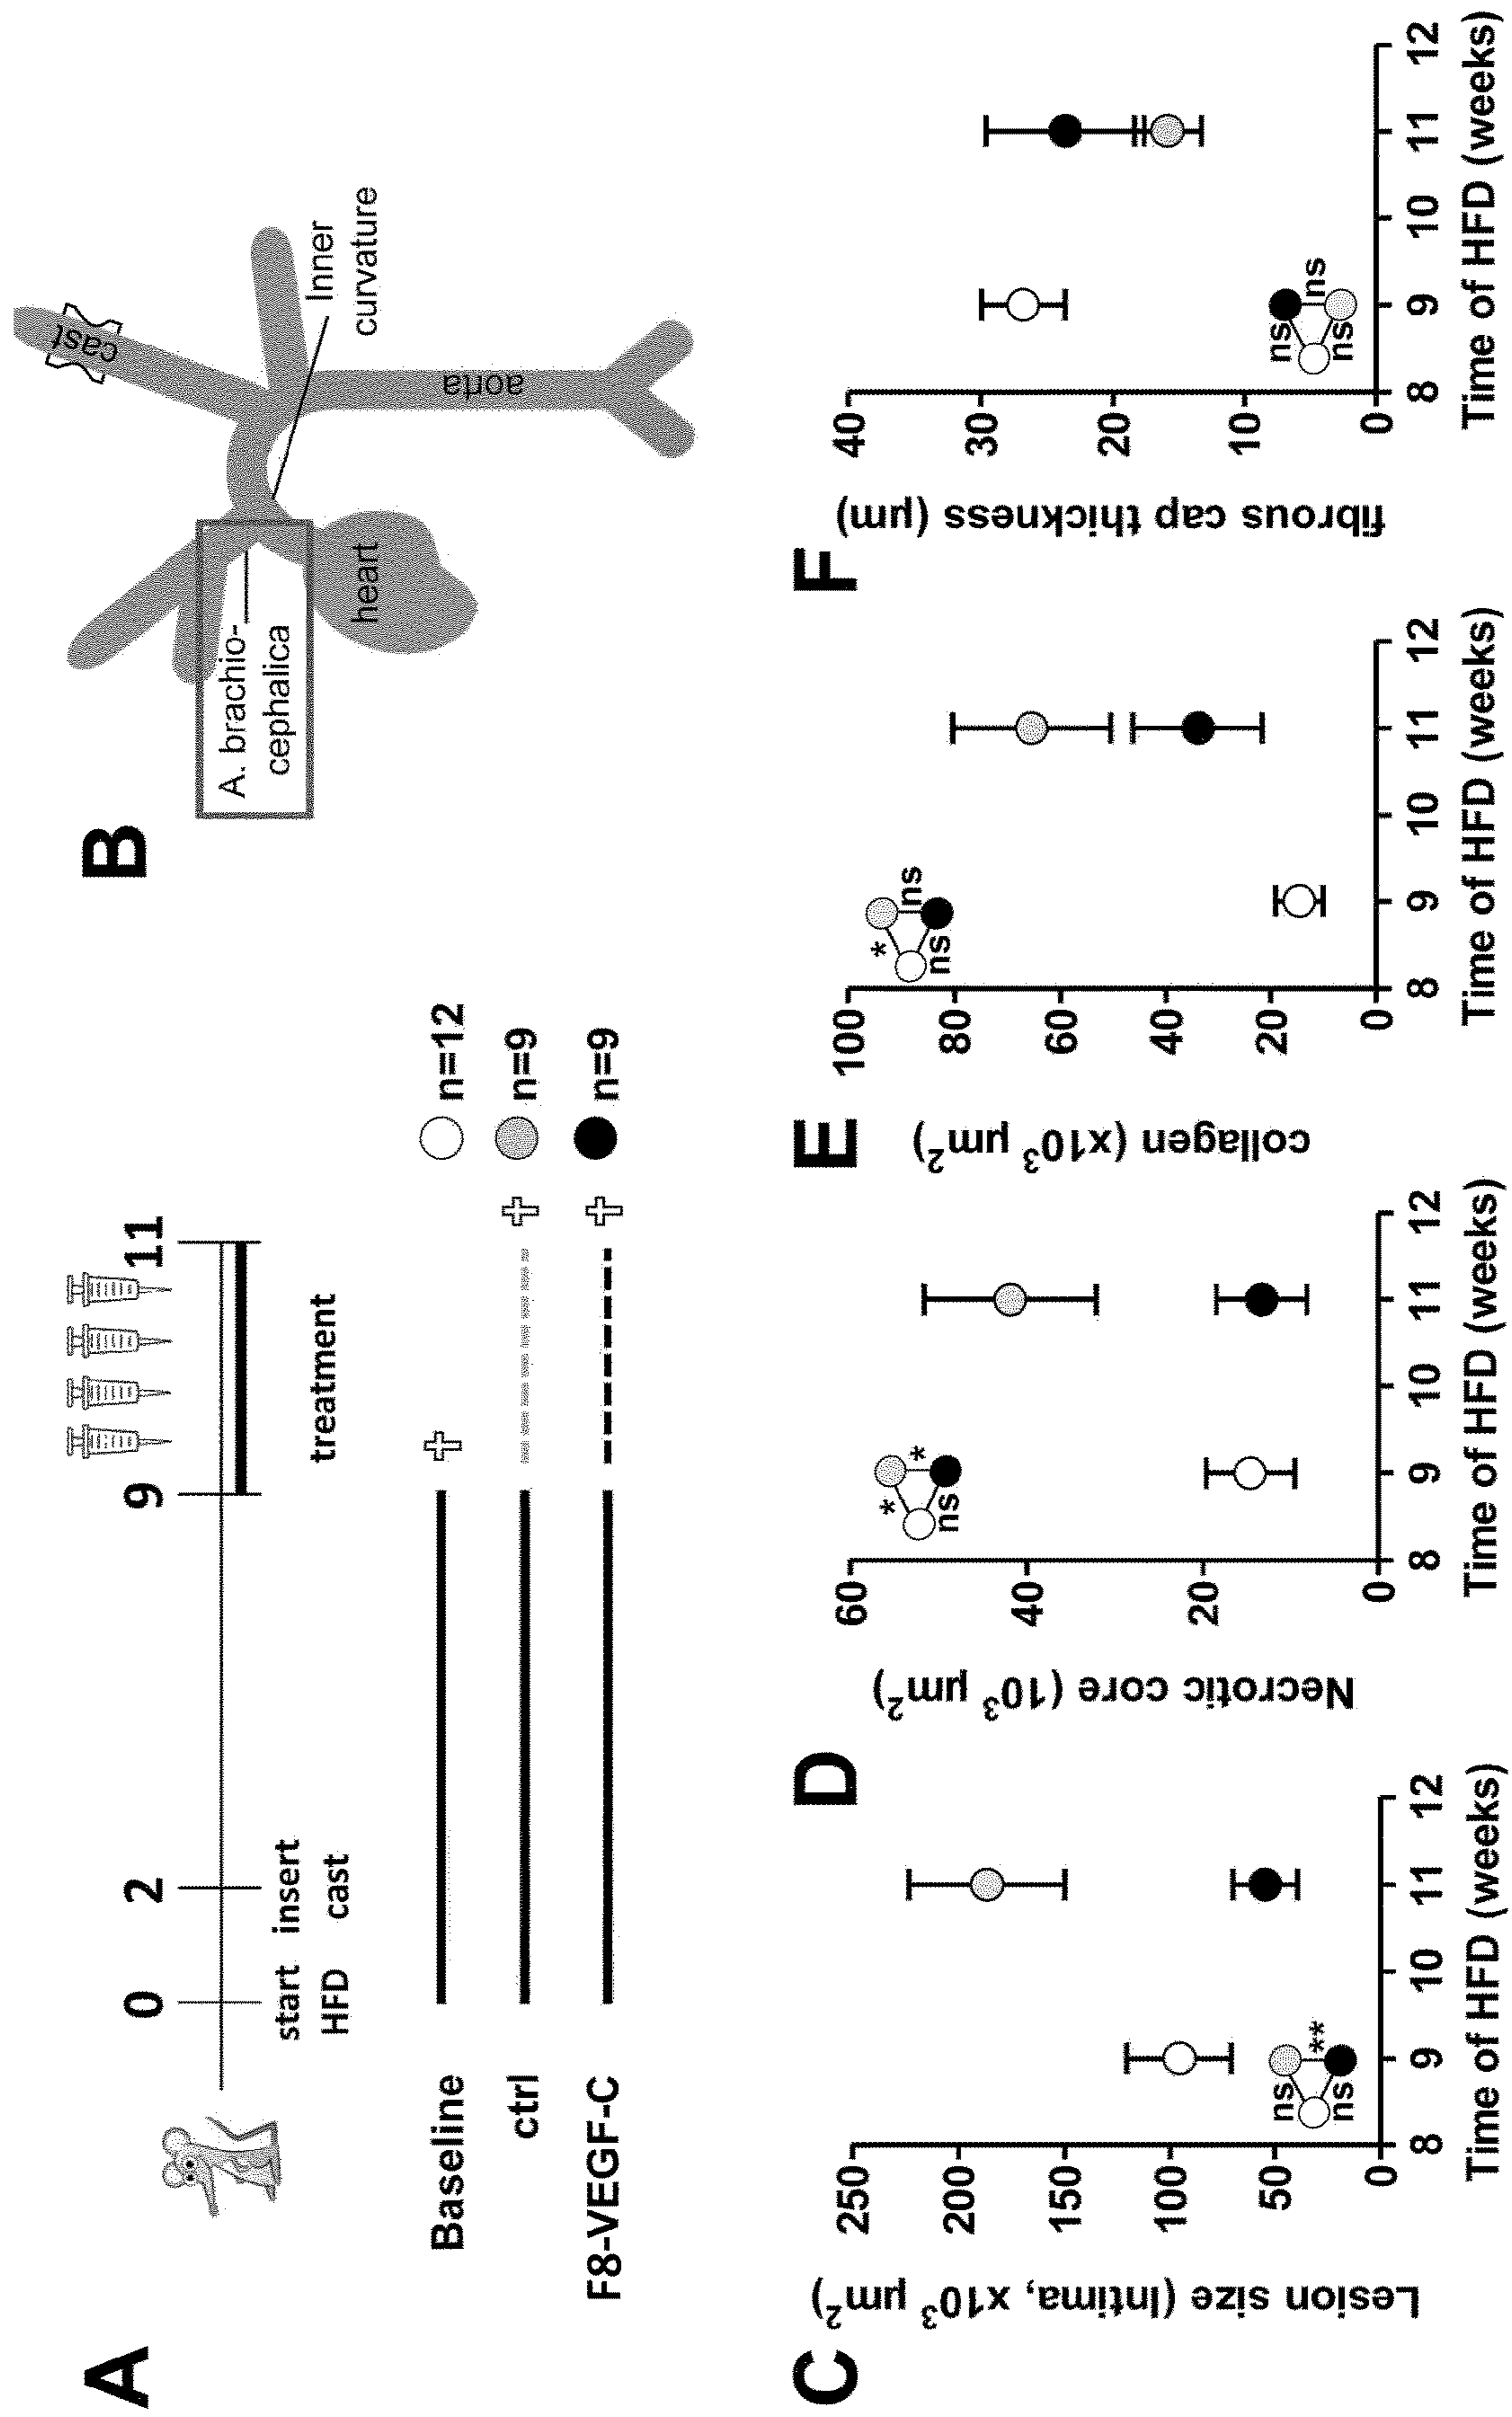 A
0
2
9
11
start
HFD
insert
cast
treatment
Baseline
n=12
ctrl
n=9
F8-VEGF-C
n=9
B
A. brachio-
cephalica
heart
Inner
curvature
cast
aorta
C
Lesion size (Intima, x10³ µm²)
250
200
150
100
50
0
ns
**
ns
8 9 10 11 12
Time of HFD (weeks)
D
Necrotic core (10³ µm²)
60
40
20
0
*
*
ns
8 9 10 11 12
Time of HFD (weeks)
E
collagen (x10³ µm²)
100
80
60
40
20
0
*
ns
ns
8 9 10 11 12
Time of HFD (weeks)
F
fibrous cap thickness (µm)
40
30
20
10
0
ns
ns
ns
8 9 10 11 12
Time of HFD (weeks)